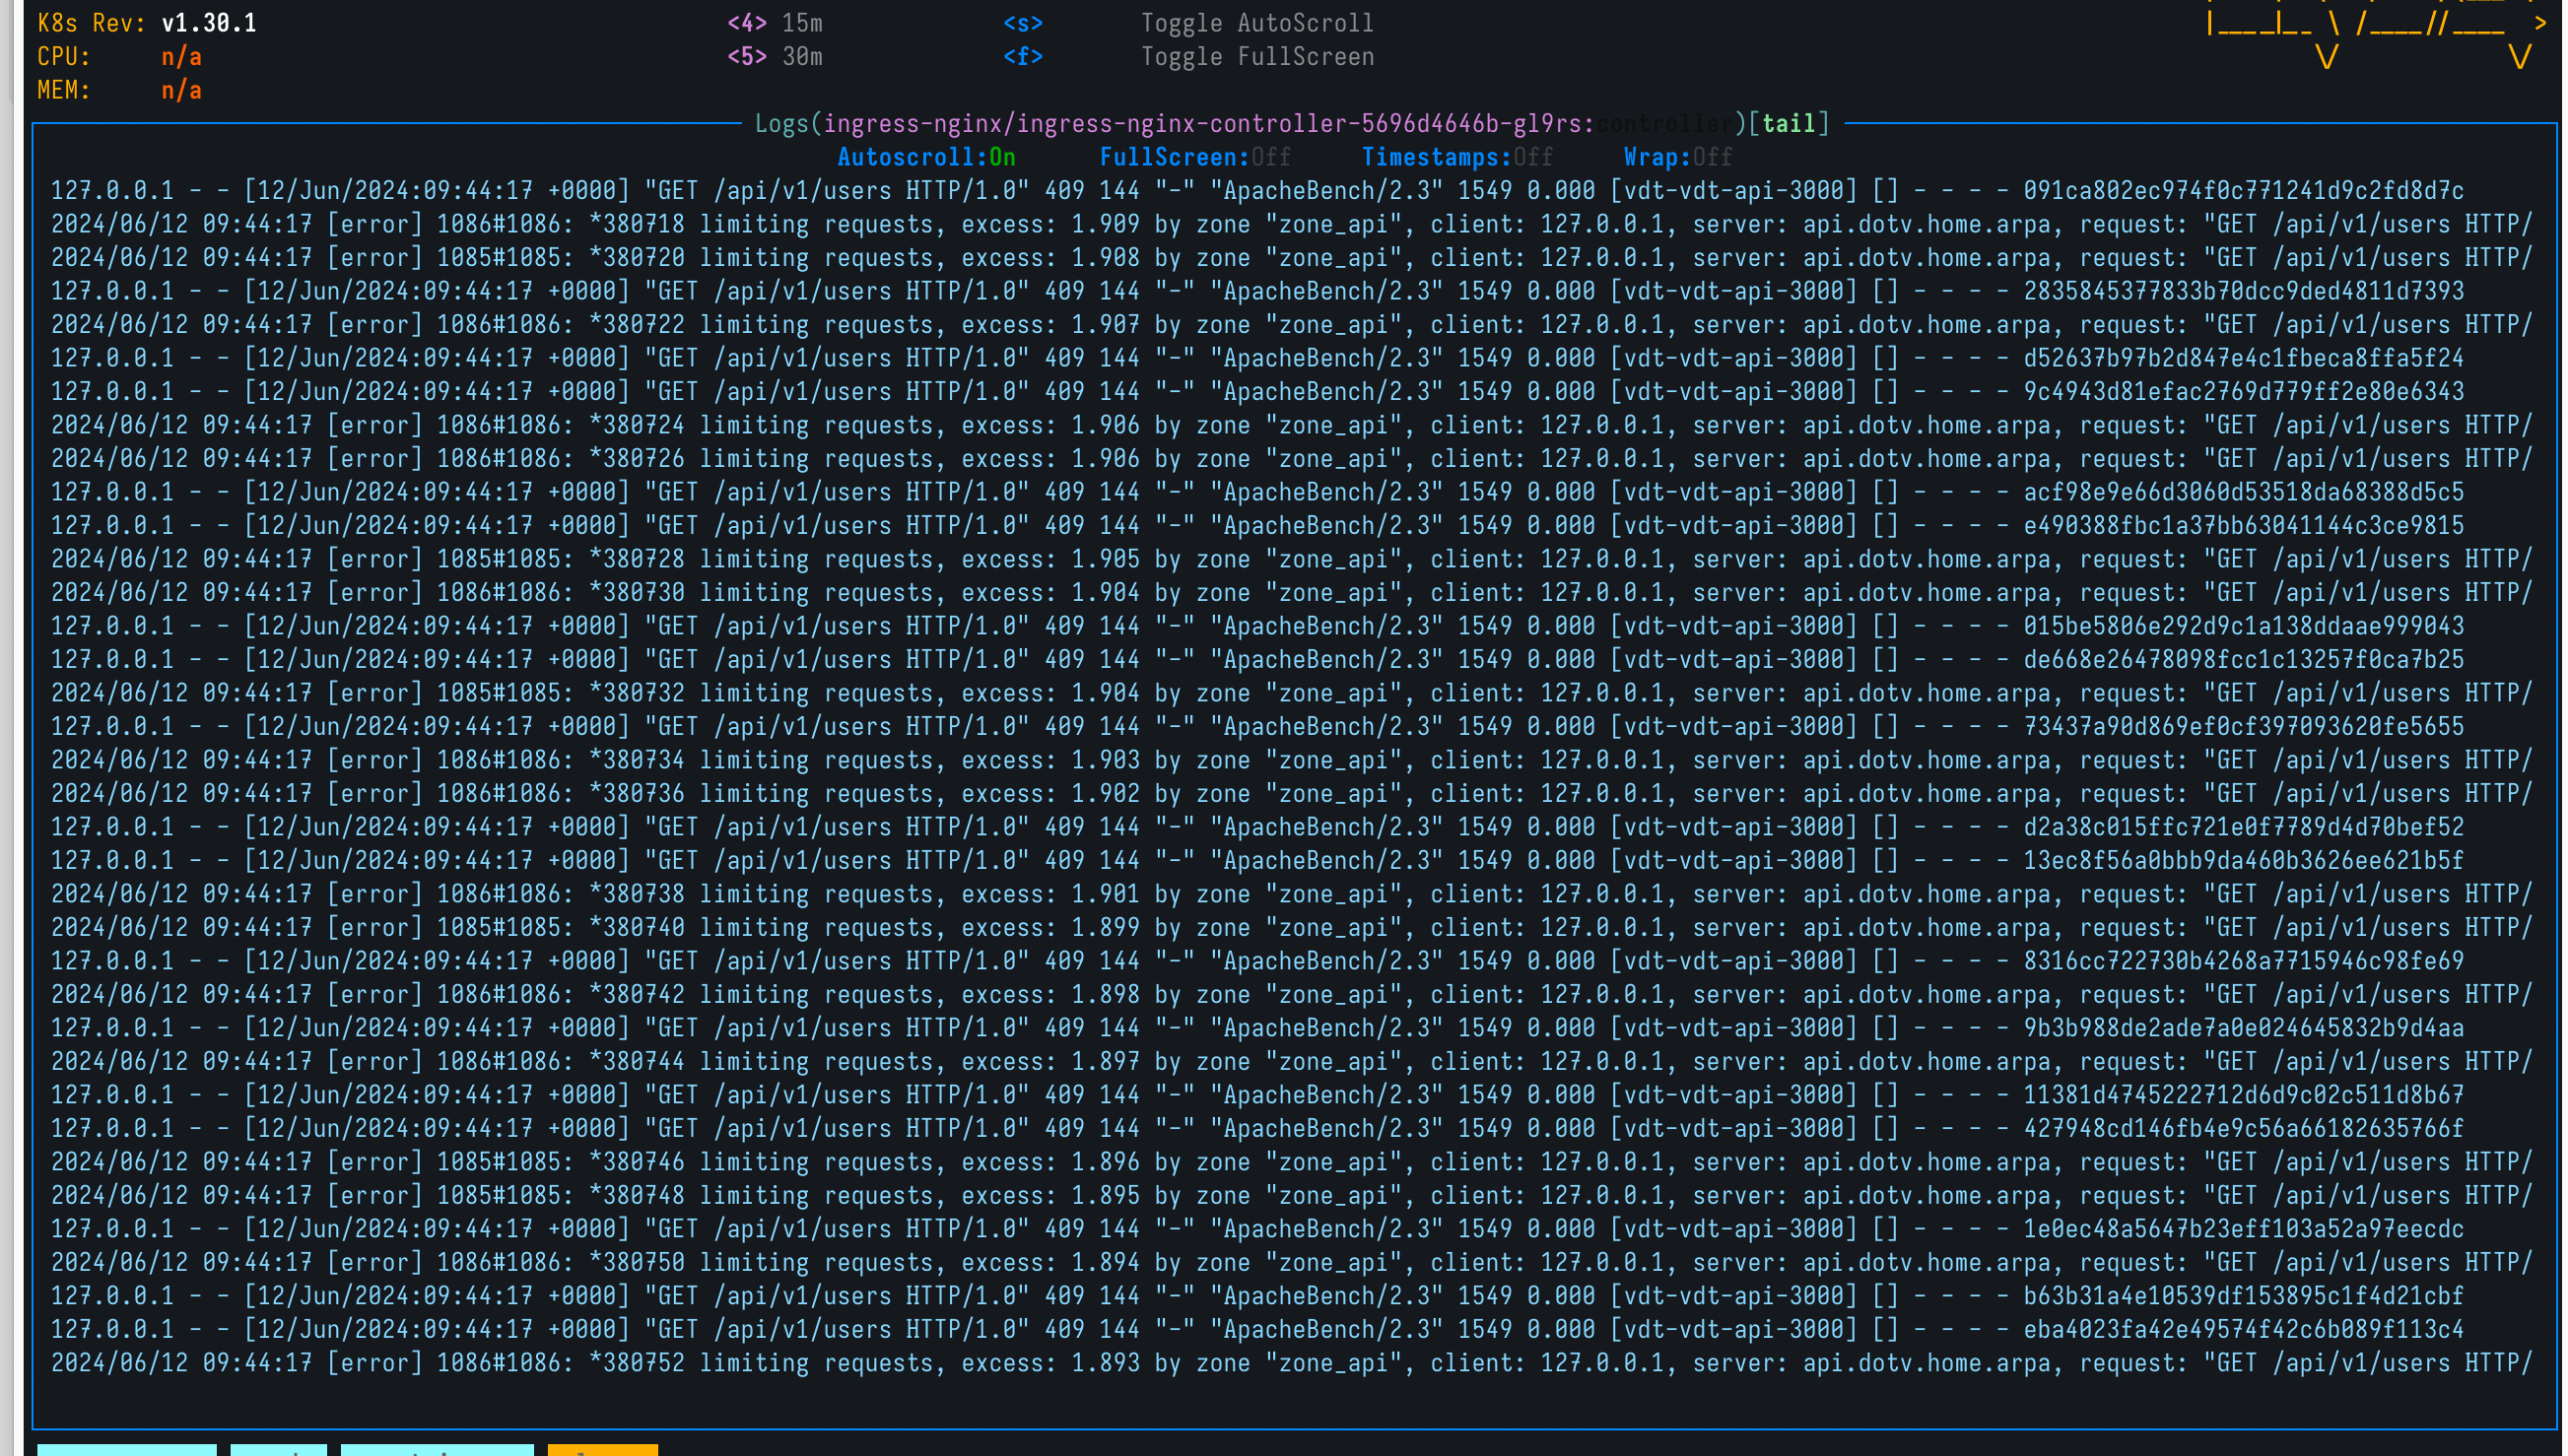 K8s Rev: v1.30.1 <4> 15m <s> Toggle AutoScroll
CPU: n/a <5> 30m <f> Toggle FullScreen
MEM: n/a
Logs(ingress-nginx/ingress-nginx-controller-5696d4646b-gl9rs:controller)[tail]
Autoscroll:On FullScreen:Off Timestamps:Off Wrap:Off
127.0.0.1 - - [12/Jun/2024:09:44:17 +0000] "GET /api/v1/users HTTP/1.0" 409 144 "-" "ApacheBench/2.3" 1549 0.000 [vdt-vdt-api-3000] [] - - - - 091ca802ec974f0c771241d9c2fd8d7c
2024/06/12 09:44:17 [error] 1086#1086: *380718 limiting requests, excess: 1.909 by zone "zone_api", client: 127.0.0.1, server: api.dotv.home.arpa, request: "GET /api/v1/users HTTP/
2024/06/12 09:44:17 [error] 1085#1085: *380720 limiting requests, excess: 1.908 by zone "zone_api", client: 127.0.0.1, server: api.dotv.home.arpa, request: "GET /api/v1/users HTTP/
127.0.0.1 - - [12/Jun/2024:09:44:17 +0000] "GET /api/v1/users HTTP/1.0" 409 144 "-" "ApacheBench/2.3" 1549 0.000 [vdt-vdt-api-3000] [] - - - - 2835845377833b70dcc9ded4811d7393
2024/06/12 09:44:17 [error] 1086#1086: *380722 limiting requests, excess: 1.907 by zone "zone_api", client: 127.0.0.1, server: api.dotv.home.arpa, request: "GET /api/v1/users HTTP/
127.0.0.1 - - [12/Jun/2024:09:44:17 +0000] "GET /api/v1/users HTTP/1.0" 409 144 "-" "ApacheBench/2.3" 1549 0.000 [vdt-vdt-api-3000] [] - - - - d52637b97b2d847e4c1fbeca8ffa5f24
127.0.0.1 - - [12/Jun/2024:09:44:17 +0000] "GET /api/v1/users HTTP/1.0" 409 144 "-" "ApacheBench/2.3" 1549 0.000 [vdt-vdt-api-3000] [] - - - - 9c4943d81efac2769d779ff2e80e6343
2024/06/12 09:44:17 [error] 1086#1086: *380724 limiting requests, excess: 1.906 by zone "zone_api", client: 127.0.0.1, server: api.dotv.home.arpa, request: "GET /api/v1/users HTTP/
2024/06/12 09:44:17 [error] 1086#1086: *380726 limiting requests, excess: 1.906 by zone "zone_api", client: 127.0.0.1, server: api.dotv.home.arpa, request: "GET /api/v1/users HTTP/
127.0.0.1 - - [12/Jun/2024:09:44:17 +0000] "GET /api/v1/users HTTP/1.0" 409 144 "-" "ApacheBench/2.3" 1549 0.000 [vdt-vdt-api-3000] [] - - - - acf98e9e66d3060d53518da68388d5c5
127.0.0.1 - - [12/Jun/2024:09:44:17 +0000] "GET /api/v1/users HTTP/1.0" 409 144 "-" "ApacheBench/2.3" 1549 0.000 [vdt-vdt-api-3000] [] - - - - e490388fbc1a37bb63041144c3ce9815
2024/06/12 09:44:17 [error] 1085#1085: *380728 limiting requests, excess: 1.905 by zone "zone_api", client: 127.0.0.1, server: api.dotv.home.arpa, request: "GET /api/v1/users HTTP/
2024/06/12 09:44:17 [error] 1086#1086: *380730 limiting requests, excess: 1.904 by zone "zone_api", client: 127.0.0.1, server: api.dotv.home.arpa, request: "GET /api/v1/users HTTP/
127.0.0.1 - - [12/Jun/2024:09:44:17 +0000] "GET /api/v1/users HTTP/1.0" 409 144 "-" "ApacheBench/2.3" 1549 0.000 [vdt-vdt-api-3000] [] - - - - 015be5806e292d9c1a138ddaae999043
127.0.0.1 - - [12/Jun/2024:09:44:17 +0000] "GET /api/v1/users HTTP/1.0" 409 144 "-" "ApacheBench/2.3" 1549 0.000 [vdt-vdt-api-3000] [] - - - - de668e26478098fcc1c13257f0ca7b25
2024/06/12 09:44:17 [error] 1085#1085: *380732 limiting requests, excess: 1.904 by zone "zone_api", client: 127.0.0.1, server: api.dotv.home.arpa, request: "GET /api/v1/users HTTP/
127.0.0.1 - - [12/Jun/2024:09:44:17 +0000] "GET /api/v1/users HTTP/1.0" 409 144 "-" "ApacheBench/2.3" 1549 0.000 [vdt-vdt-api-3000] [] - - - - 73437a90d869ef0cf397093620fe5655
2024/06/12 09:44:17 [error] 1086#1086: *380734 limiting requests, excess: 1.903 by zone "zone_api", client: 127.0.0.1, server: api.dotv.home.arpa, request: "GET /api/v1/users HTTP/
2024/06/12 09:44:17 [error] 1086#1086: *380736 limiting requests, excess: 1.902 by zone "zone_api", client: 127.0.0.1, server: api.dotv.home.arpa, request: "GET /api/v1/users HTTP/
127.0.0.1 - - [12/Jun/2024:09:44:17 +0000] "GET /api/v1/users HTTP/1.0" 409 144 "-" "ApacheBench/2.3" 1549 0.000 [vdt-vdt-api-3000] [] - - - - d2a38c015ffc721e0f7789d4d70bef52
127.0.0.1 - - [12/Jun/2024:09:44:17 +0000] "GET /api/v1/users HTTP/1.0" 409 144 "-" "ApacheBench/2.3" 1549 0.000 [vdt-vdt-api-3000] [] - - - - 13ec8f56a0bbb9da460b3626ee621b5f
2024/06/12 09:44:17 [error] 1086#1086: *380738 limiting requests, excess: 1.901 by zone "zone_api", client: 127.0.0.1, server: api.dotv.home.arpa, request: "GET /api/v1/users HTTP/
2024/06/12 09:44:17 [error] 1085#1085: *380740 limiting requests, excess: 1.899 by zone "zone_api", client: 127.0.0.1, server: api.dotv.home.arpa, request: "GET /api/v1/users HTTP/
127.0.0.1 - - [12/Jun/2024:09:44:17 +0000] "GET /api/v1/users HTTP/1.0" 409 144 "-" "ApacheBench/2.3" 1549 0.000 [vdt-vdt-api-3000] [] - - - - 8316cc722730b4268a7715946c98fe69
2024/06/12 09:44:17 [error] 1086#1086: *380742 limiting requests, excess: 1.898 by zone "zone_api", client: 127.0.0.1, server: api.dotv.home.arpa, request: "GET /api/v1/users HTTP/
127.0.0.1 - - [12/Jun/2024:09:44:17 +0000] "GET /api/v1/users HTTP/1.0" 409 144 "-" "ApacheBench/2.3" 1549 0.000 [vdt-vdt-api-3000] [] - - - - 9b3b988de2ade7a0e024645832b9d4aa
2024/06/12 09:44:17 [error] 1086#1086: *380744 limiting requests, excess: 1.897 by zone "zone_api", client: 127.0.0.1, server: api.dotv.home.arpa, request: "GET /api/v1/users HTTP/
127.0.0.1 - - [12/Jun/2024:09:44:17 +0000] "GET /api/v1/users HTTP/1.0" 409 144 "-" "ApacheBench/2.3" 1549 0.000 [vdt-vdt-api-3000] [] - - - - 11381d4745222712d6d9c02c511d8b67
127.0.0.1 - - [12/Jun/2024:09:44:17 +0000] "GET /api/v1/users HTTP/1.0" 409 144 "-" "ApacheBench/2.3" 1549 0.000 [vdt-vdt-api-3000] [] - - - - 427948cd146fb4e9c56a66182635766f
2024/06/12 09:44:17 [error] 1085#1085: *380746 limiting requests, excess: 1.896 by zone "zone_api", client: 127.0.0.1, server: api.dotv.home.arpa, request: "GET /api/v1/users HTTP/
2024/06/12 09:44:17 [error] 1085#1085: *380748 limiting requests, excess: 1.895 by zone "zone_api", client: 127.0.0.1, server: api.dotv.home.arpa, request: "GET /api/v1/users HTTP/
127.0.0.1 - - [12/Jun/2024:09:44:17 +0000] "GET /api/v1/users HTTP/1.0" 409 144 "-" "ApacheBench/2.3" 1549 0.000 [vdt-vdt-api-3000] [] - - - - 1e0ec48a5647b23eff103a52a97eecdc
2024/06/12 09:44:17 [error] 1086#1086: *380750 limiting requests, excess: 1.894 by zone "zone_api", client: 127.0.0.1, server: api.dotv.home.arpa, request: "GET /api/v1/users HTTP/
127.0.0.1 - - [12/Jun/2024:09:44:17 +0000] "GET /api/v1/users HTTP/1.0" 409 144 "-" "ApacheBench/2.3" 1549 0.000 [vdt-vdt-api-3000] [] - - - - b63b31a4e10539df153895c1f4d21cbf
127.0.0.1 - - [12/Jun/2024:09:44:17 +0000] "GET /api/v1/users HTTP/1.0" 409 144 "-" "ApacheBench/2.3" 1549 0.000 [vdt-vdt-api-3000] [] - - - - eba4023fa42e49574f42c6b089f113c4
2024/06/12 09:44:17 [error] 1086#1086: *380752 limiting requests, excess: 1.893 by zone "zone_api", client: 127.0.0.1, server: api.dotv.home.arpa, request: "GET /api/v1/users HTTP/